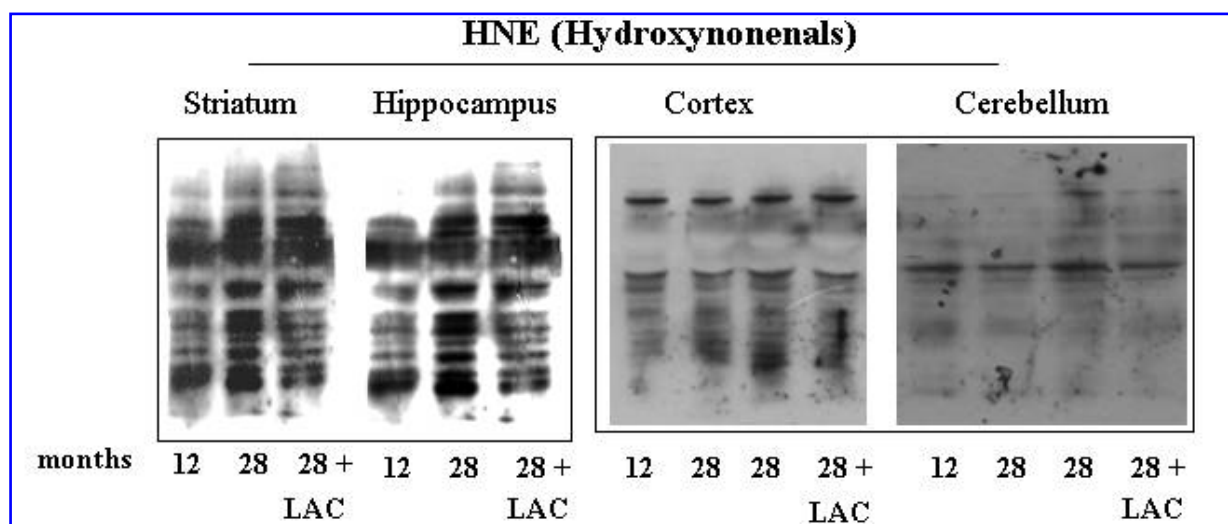 HNE (Hydroxynonenals)
Striatum Hippocampus Cortex Cerebellum
months 12 28 28 + 12 28 28 + 12 28 28 28 + 12 28 28 28 +
LAC LAC LAC LAC